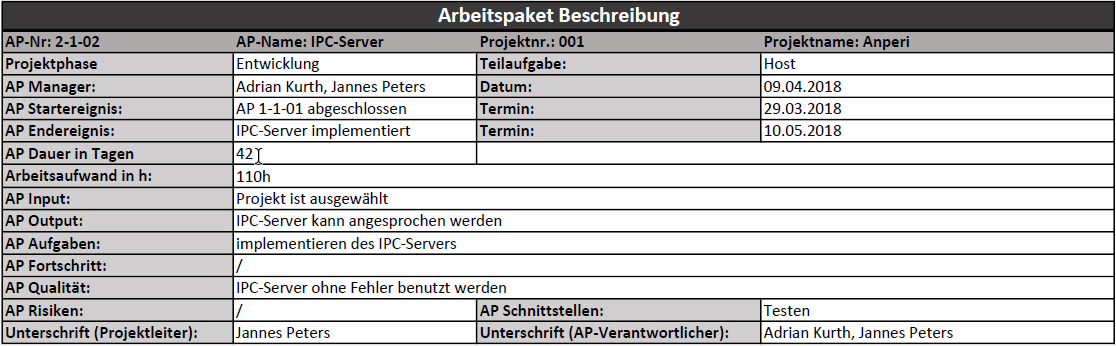 Arbeitspaket Beschreibung
AP-Nr: 2-1-02 AP-Name: IPC-Server Projektnr.: 001 Projektname: Anperi
Projektphase Entwicklung Teilaufgabe: Host
AP Manager: Adrian Kurth, Jannes Peters Datum: 09.04.2018
AP Startereignis: AP 1-1-01 abgeschlossen Termin: 29.03.2018
AP Endereignis: IPC-Server implementiert Termin: 10.05.2018
AP Dauer in Tagen 42
Arbeitsaufwand in h: 110h
AP Input: Projekt ist ausgewählt
AP Output: IPC-Server kann angesprochen werden
AP Aufgaben: implementieren des IPC-Servers
AP Fortschritt: /
AP Qualität: IPC-Server ohne Fehler benutzt werden
AP Risiken: / AP Schnittstellen: Testen
Unterschrift (Projektleiter): Jannes Peters Unterschrift (AP-Verantwortlicher): Adrian Kurth, Jannes Peters